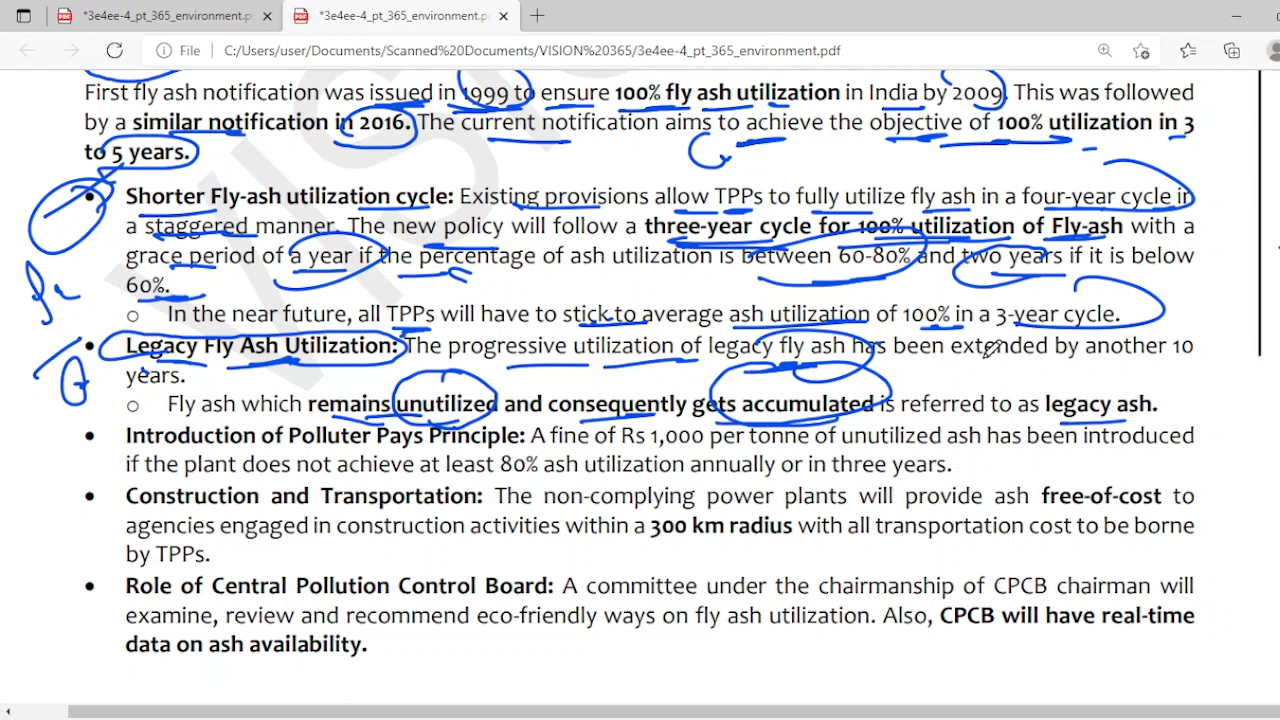 *3e4ee-4_pt_365_environment.p
*3e4ee-4_pt_365_environment.p
File
C:/Users/user/Documents/Scanned%20Documents/VISION%20365/3e4ee-4_pt_365_environment.pdf
First fly ash notification was issued in 1999 to ensure 100% fly ash utilization in India by 2009. This was followed
by a similar notification in 2016. The current notification aims to achieve the objective of 100% utilization in 3
to 5 years.
• Shorter Fly-ash utilization cycle: Existing provisions allow TPPs to fully utilize fly ash in a four-year cycle in
a staggered manner. The new policy will follow a three-year cycle for 100% utilization of Fly-ash with a
grace period of a year if the percentage of ash utilization is between 60-80% and two years if it is below
60%.
o In the near future, all TPPs will have to stick to average ash utilization of 100% in a 3-year cycle.
• Legacy Fly Ash Utilization: The progressive utilization of legacy fly ash has been extended by another 10
years.
o Fly ash which remains unutilized and consequently gets accumulated is referred to as legacy ash.
• Introduction of Polluter Pays Principle: A fine of Rs 1,000 per tonne of unutilized ash has been introduced
if the plant does not achieve at least 80% ash utilization annually or in three years.
• Construction and Transportation: The non-complying power plants will provide ash free-of-cost to
agencies engaged in construction activities within a 300 km radius with all transportation cost to be borne
by TPPs.
• Role of Central Pollution Control Board: A committee under the chairmanship of CPCB chairman will
examine, review and recommend eco-friendly ways on fly ash utilization. Also, CPCB will have real-time
data on ash availability.